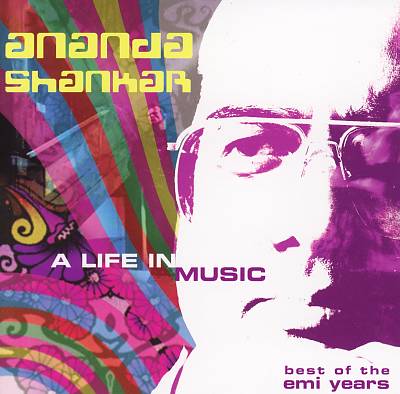 ananda
shankar
A LIFE IN
MUSIC
best of the
emi years